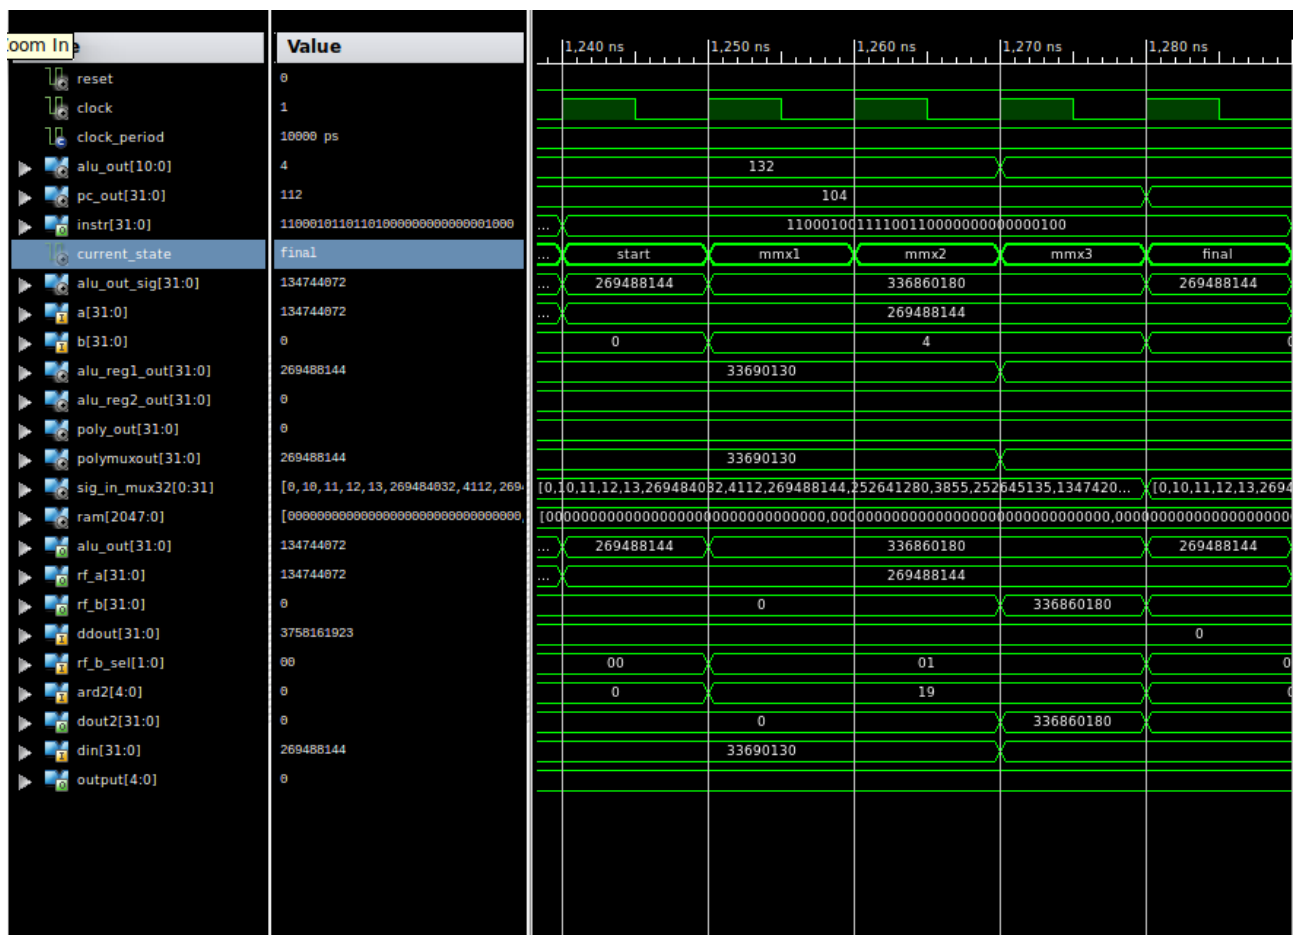 Zoom In e Value 1,240 ns 1,250 ns 1,260 ns 1,270 ns 1,280 ns
reset 0
clock 1
clock_period 10000 ps
alu_out[10:0] 4 132
pc_out[31:0] 112 104
instr[31:0] 11000101101101000000000000001000 ... 11000100111100110000000000000100
current_state final ... start mmx1 mmx2 mmx3 final
alu_out_sig[31:0] 134744072 ... 269488144 336860180 269488144
a[31:0] 134744072 ... 269488144
b[31:0] 0 0 4 0
alu_reg1_out[31:0] 269488144 33690130
alu_reg2_out[31:0] 0
poly_out[31:0] 0
polymuxout[31:0] 269488144 33690130
sig_in_mux32[0:31] [0,10,11,12,13,269484032,4112,269 [0,10,11,12,13,269484032,4112,269488144,252641280,3855,252645135,1347420... [0,10,11,12,13,2694
ram[2047:0]
alu_out[31:0] 134744072 ... 269488144 336860180 269488144
rf_a[31:0] 134744072 ... 269488144
rf_b[31:0] 0 0 336860180
ddout[31:0] 3758161923 0
rf_b_sel[1:0] 00 00 01 0
ard2[4:0] 0 0 19 0
dout2[31:0] 0 0 336860180
din[31:0] 269488144 33690130
output[4:0] 0